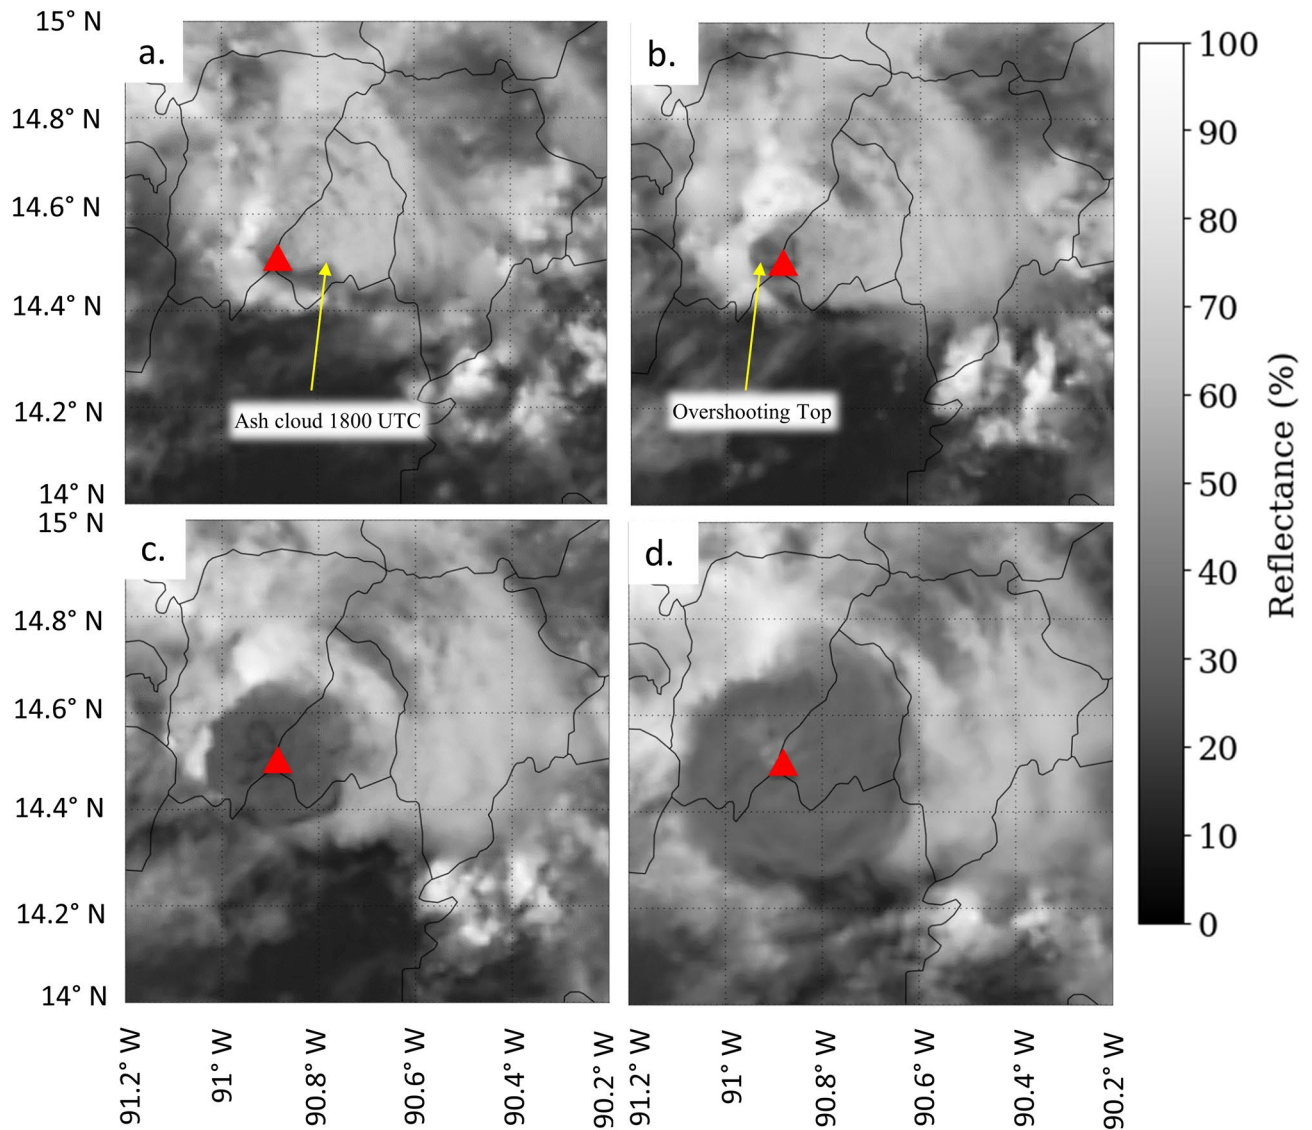 15° N
14.8° N
14.6° N
14.4° N
14.2° N
14° N
a.
Ash cloud 1800 UTC
b.
Overshooting Top
100
90
80
70
60
50
40
30
20
10
0
Reflectance (%)
15° N
14.8° N
14.6° N
14.4° N
14.2° N
14° N
c.
d.
91.2° W
91° W
90.8° W
90.6° W
90.4° W
90.2° W
91.2° W
91° W
90.8° W
90.6° W
90.4° W
90.2° W